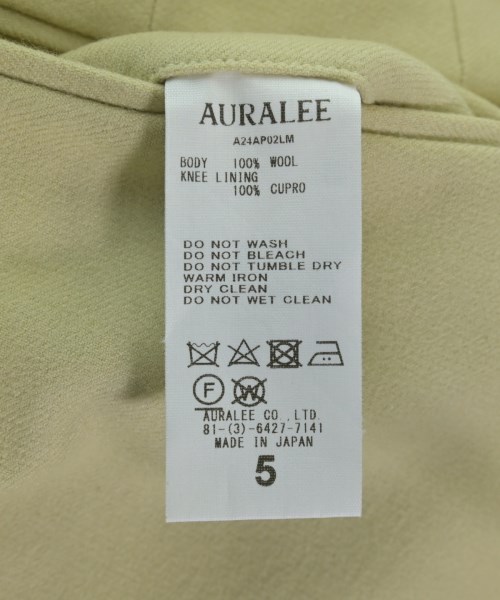 AURALEE
A24AP02LM
BODY 100% WOOL
KNEE LINING
100% CUPRO
DO NOT WASH
DO NOT BLEACH
DO NOT TUMBLE DRY
WARM IRON
DRY CLEAN
DO NOT WET CLEAN
F W
AURALEE CO.,LTD.
81-(3)-6427-7141
MADE IN JAPAN
5